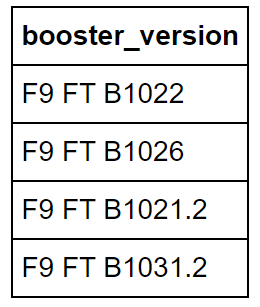 booster_version
F9 FT B1022
F9 FT B1026
F9 FT B1021.2
F9 FT B1031.2